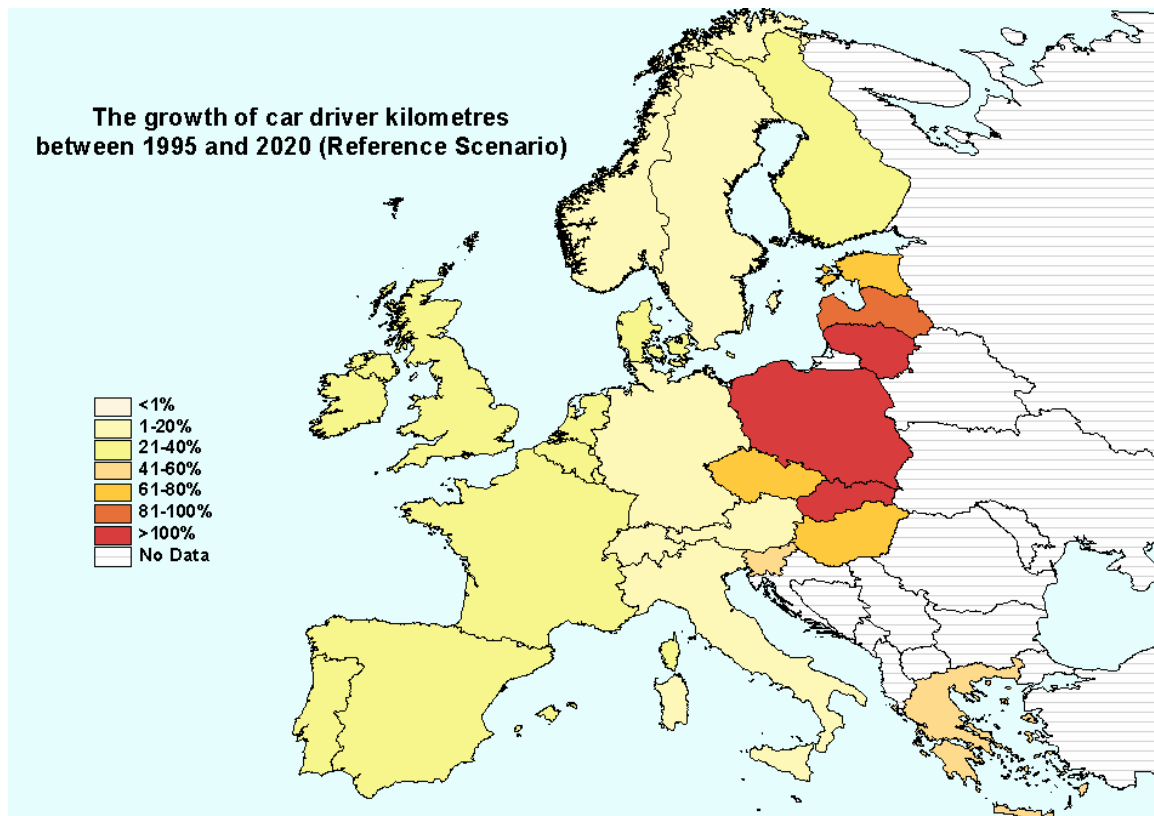 The growth of car driver kilometres
between 1995 and 2020 (Reference Scenario)
<1%
1-20%
21-40%
41-60%
61-80%
81-100%
>100%
No Data